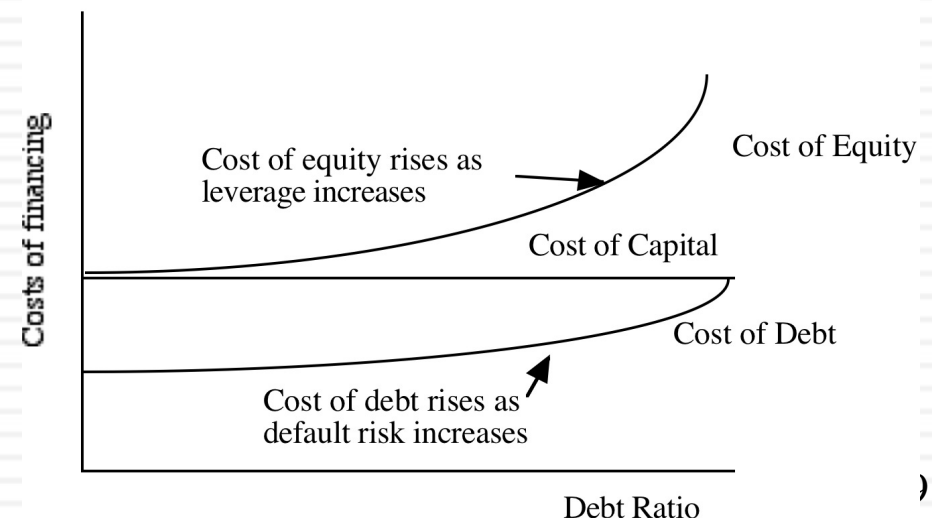 Costs of financing
Cost of equity rises as
leverage increases
Cost of Equity
Cost of Capital
Cost of Debt
Cost of debt rises as
default risk increases
Debt Ratio